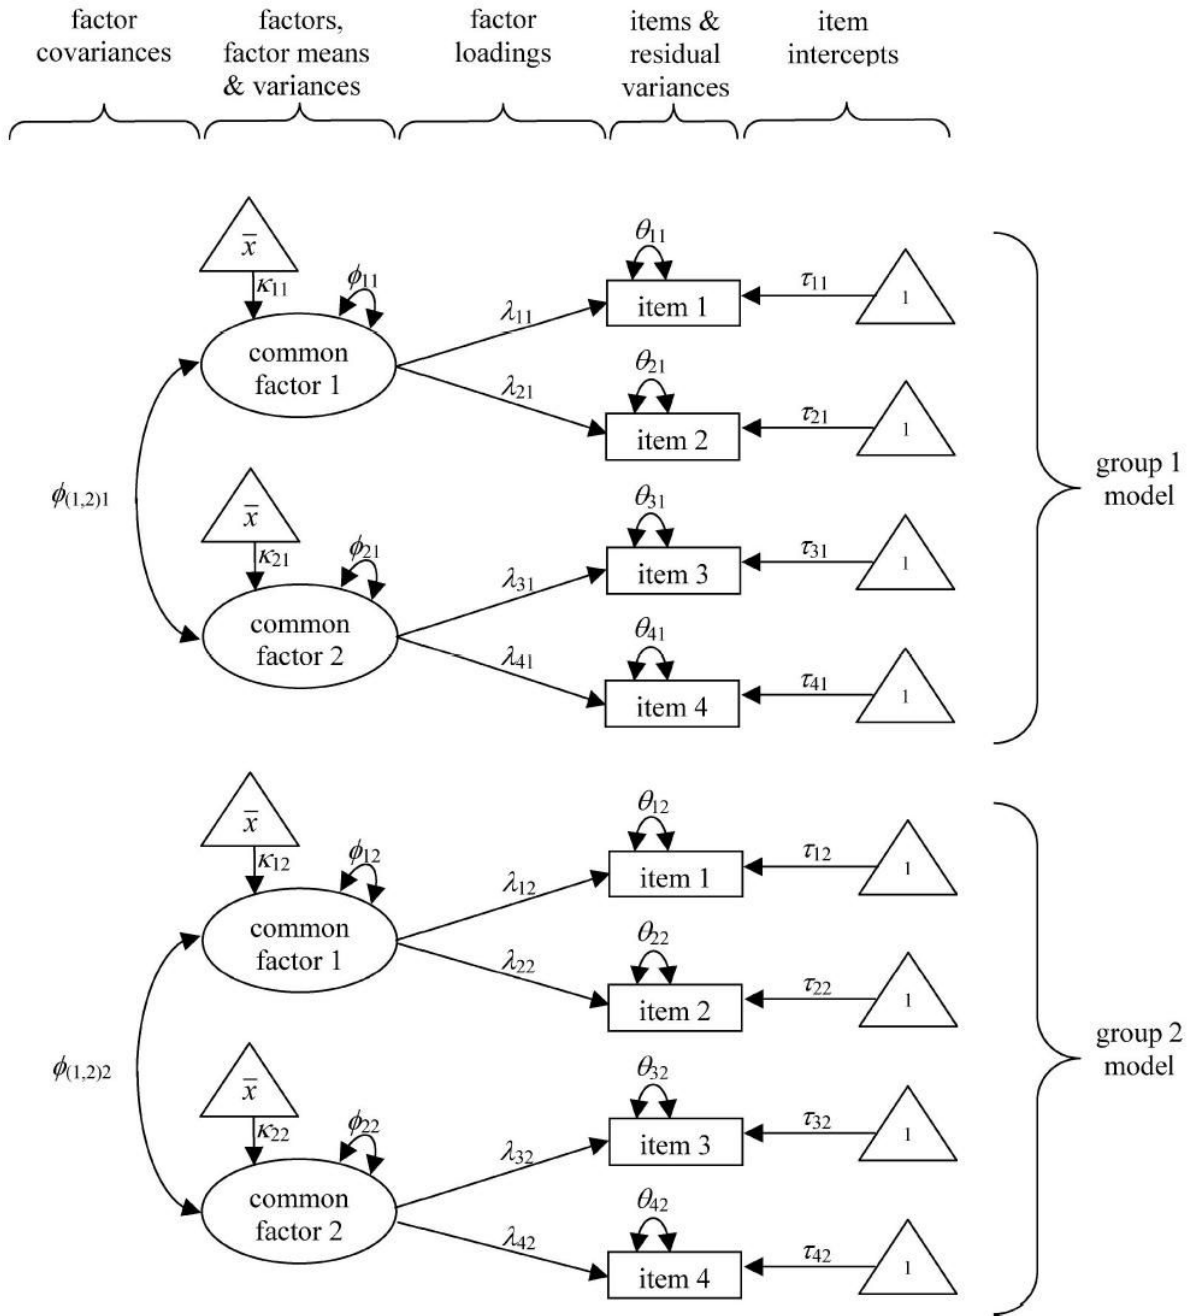 factor
covariances
factors,
factor means
& variances
factor
loadings
items &
residual
variances
item
intercepts
x̄
κ₁₁
ϕ₁₁
common
factor 1
λ₁₁
λ₂₁
θ₁₁
item 1
τ₁₁
1
θ₂₁
item 2
τ₂₁
1
ϕ₍₁,₂₎₁
x̄
κ₂₁
ϕ₂₁
common
factor 2
λ₃₁
λ₄₁
θ₃₁
item 3
τ₃₁
1
θ₄₁
item 4
τ₄₁
1
group 1
model
x̄
κ₁₂
ϕ₁₂
common
factor 1
λ₁₂
λ₂₂
θ₁₂
item 1
τ₁₂
1
θ₂₂
item 2
τ₂₂
1
ϕ₍₁,₂₎₂
x̄
κ₂₂
ϕ₂₂
common
factor 2
λ₃₂
λ₄₂
θ₃₂
item 3
τ₃₂
1
θ₄₂
item 4
τ₄₂
1
group 2
model